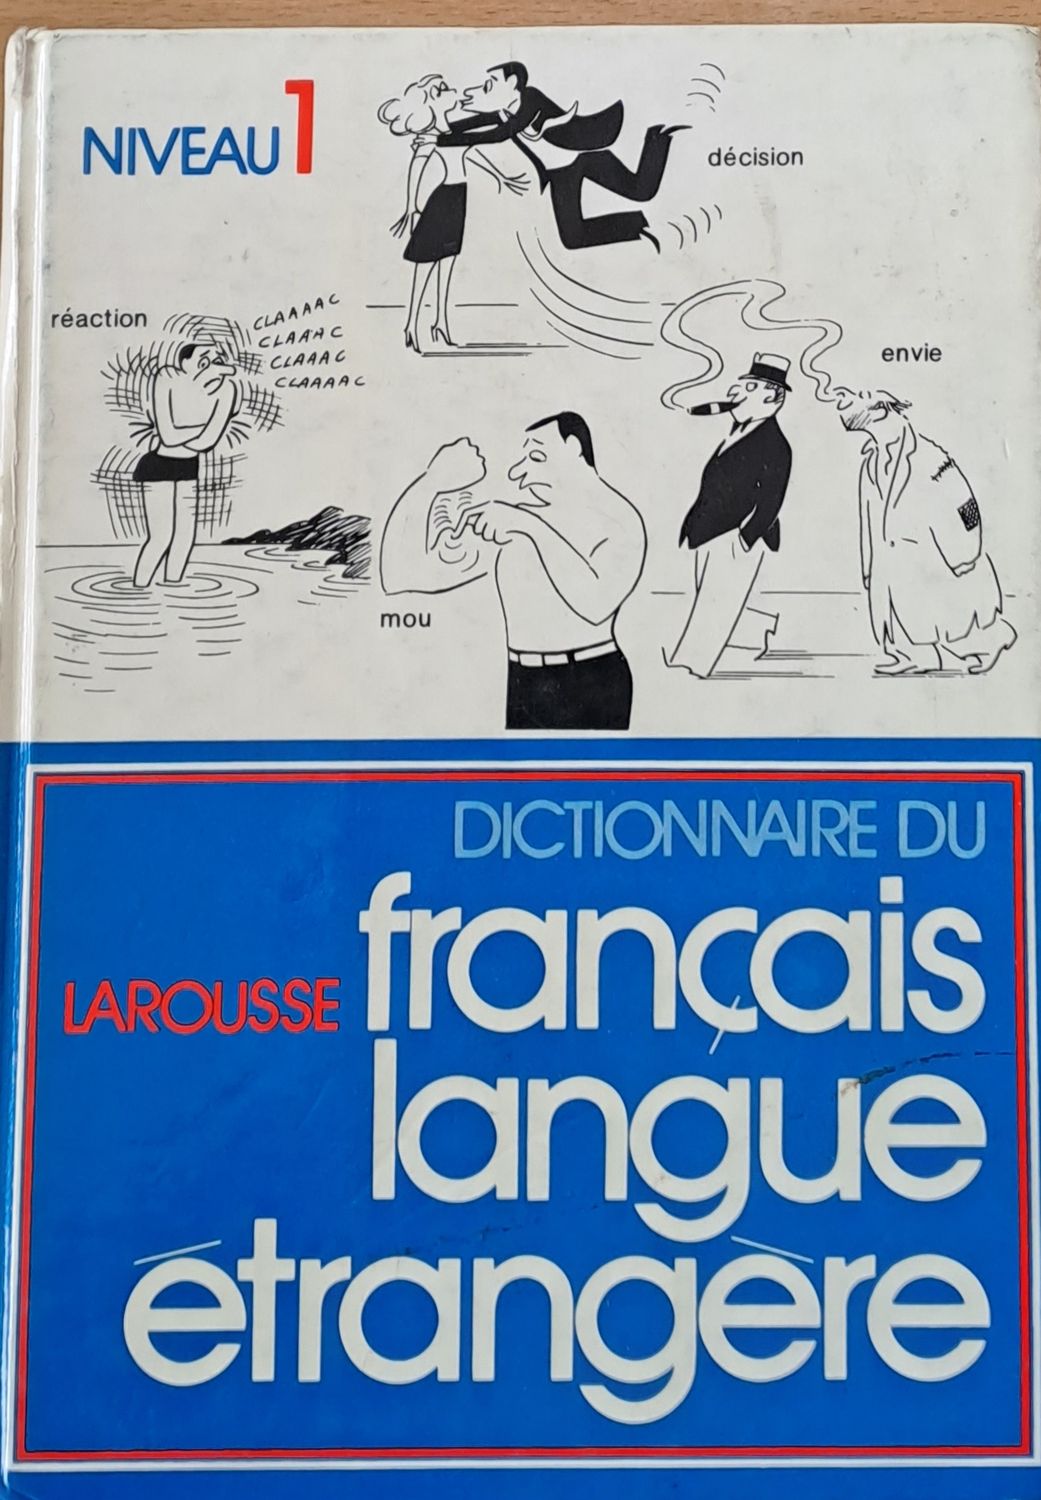 NIVEAU 1
décision
réaction
CLAAAAC
CLAAAC
CLAAAC
CLAAAAC
envie
mou
DICTIONNAIRE DU
français
LAROUSSE
langue
étrangère